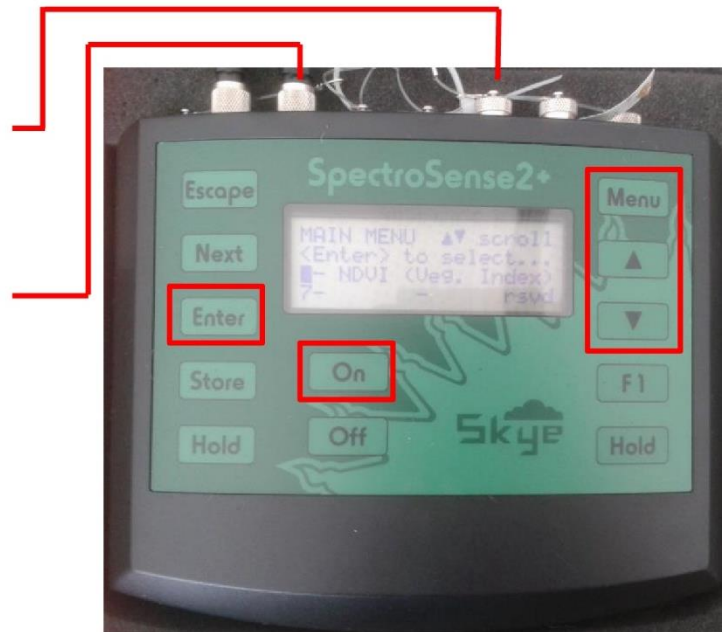 SpectroSense2+
Escape
Menu
MAIN MENU ▲▼ scroll
<Enter> to select...
- NDVI (Veg. Index)
7- - rsvd
Next
▲
Enter
▼
Store
On
F1
Hold
Off
Skye
Hold